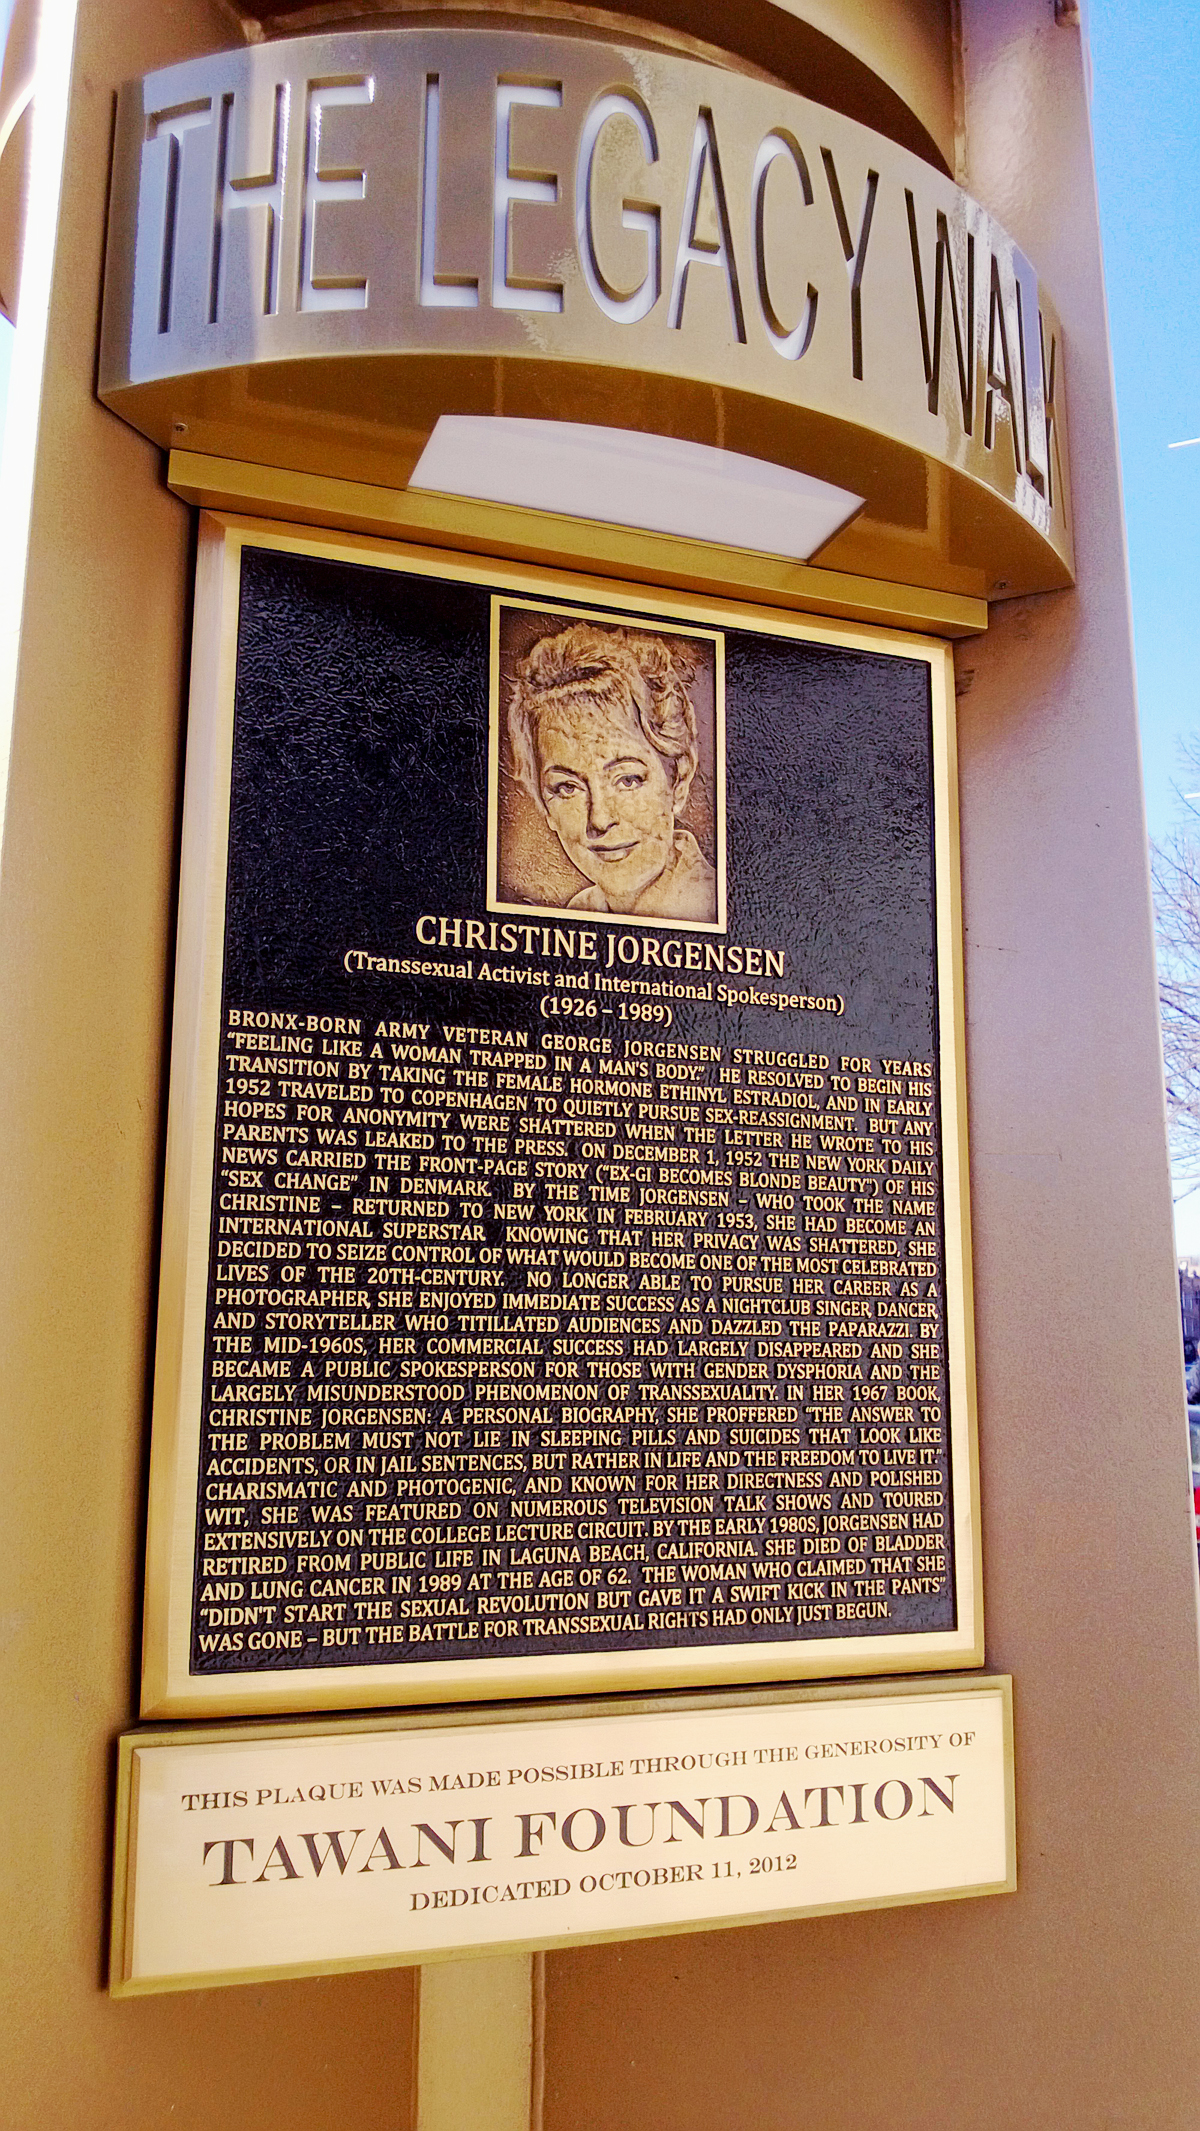 THE LEGACY WALK
CHRISTINE JORGENSEN
(Transsexual Activist and International Spokesperson)
(1926 – 1989)
BRONX-BORN ARMY VETERAN GEORGE JORGENSEN STRUGGLED FOR YEARS
“FEELING LIKE A WOMAN TRAPPED IN A MAN'S BODY.” HE RESOLVED TO BEGIN HIS
TRANSITION BY TAKING THE FEMALE HORMONE ETHINYL ESTRADIOL, AND IN EARLY
1952 TRAVELED TO COPENHAGEN TO QUIETLY PURSUE SEX-REASSIGNMENT. BUT ANY
HOPES FOR ANONYMITY WERE SHATTERED WHEN THE LETTER HE WROTE TO HIS
PARENTS WAS LEAKED TO THE PRESS. ON DECEMBER 1, 1952 THE NEW YORK DAILY
NEWS CARRIED THE FRONT-PAGE STORY (“EX-GI BECOMES BLONDE BEAUTY”) OF HIS
“SEX CHANGE” IN DENMARK. BY THE TIME JORGENSEN – WHO TOOK THE NAME
CHRISTINE – RETURNED TO NEW YORK IN FEBRUARY 1953, SHE HAD BECOME AN
INTERNATIONAL SUPERSTAR KNOWING THAT HER PRIVACY WAS SHATTERED, SHE
DECIDED TO SEIZE CONTROL OF WHAT WOULD BECOME ONE OF THE MOST CELEBRATED
LIVES OF THE 20TH-CENTURY. NO LONGER ABLE TO PURSUE HER CAREER AS A
PHOTOGRAPHER, SHE ENJOYED IMMEDIATE SUCCESS AS A NIGHTCLUB SINGER, DANCER,
AND STORYTELLER WHO TITILLATED AUDIENCES AND DAZZLED THE PAPARAZZI. BY
THE MID-1960S, HER COMMERCIAL SUCCESS HAD LARGELY DISAPPEARED AND SHE
BECAME A PUBLIC SPOKESPERSON FOR THOSE WITH GENDER DYSPHORIA AND THE
LARGELY MISUNDERSTOOD PHENOMENON OF TRANSSEXUALITY. IN HER 1967 BOOK,
CHRISTINE JORGENSEN: A PERSONAL BIOGRAPHY, SHE PROFFERED “THE ANSWER TO
THE PROBLEM MUST NOT LIE IN SLEEPING PILLS AND SUICIDES THAT LOOK LIKE
ACCIDENTS, OR IN JAIL SENTENCES, BUT RATHER IN LIFE AND THE FREEDOM TO LIVE IT.”
CHARISMATIC AND PHOTOGENIC, AND KNOWN FOR HER DIRECTNESS AND POLISHED
WIT, SHE WAS FEATURED ON NUMEROUS TELEVISION TALK SHOWS AND TOURED
EXTENSIVELY ON THE COLLEGE LECTURE CIRCUIT. BY THE EARLY 1980S, JORGENSEN HAD
RETIRED FROM PUBLIC LIFE IN LAGUNA BEACH, CALIFORNIA. SHE DIED OF BLADDER
AND LUNG CANCER IN 1989 AT THE AGE OF 62. THE WOMAN WHO CLAIMED THAT SHE
“DIDN'T START THE SEXUAL REVOLUTION BUT GAVE IT A SWIFT KICK IN THE PANTS”,
WAS GONE – BUT THE BATTLE FOR TRANSSEXUAL RIGHTS HAD ONLY JUST BEGUN.
THIS PLAQUE WAS MADE POSSIBLE THROUGH THE GENEROSITY OF
TAWANI FOUNDATION
DEDICATED OCTOBER 11, 2012